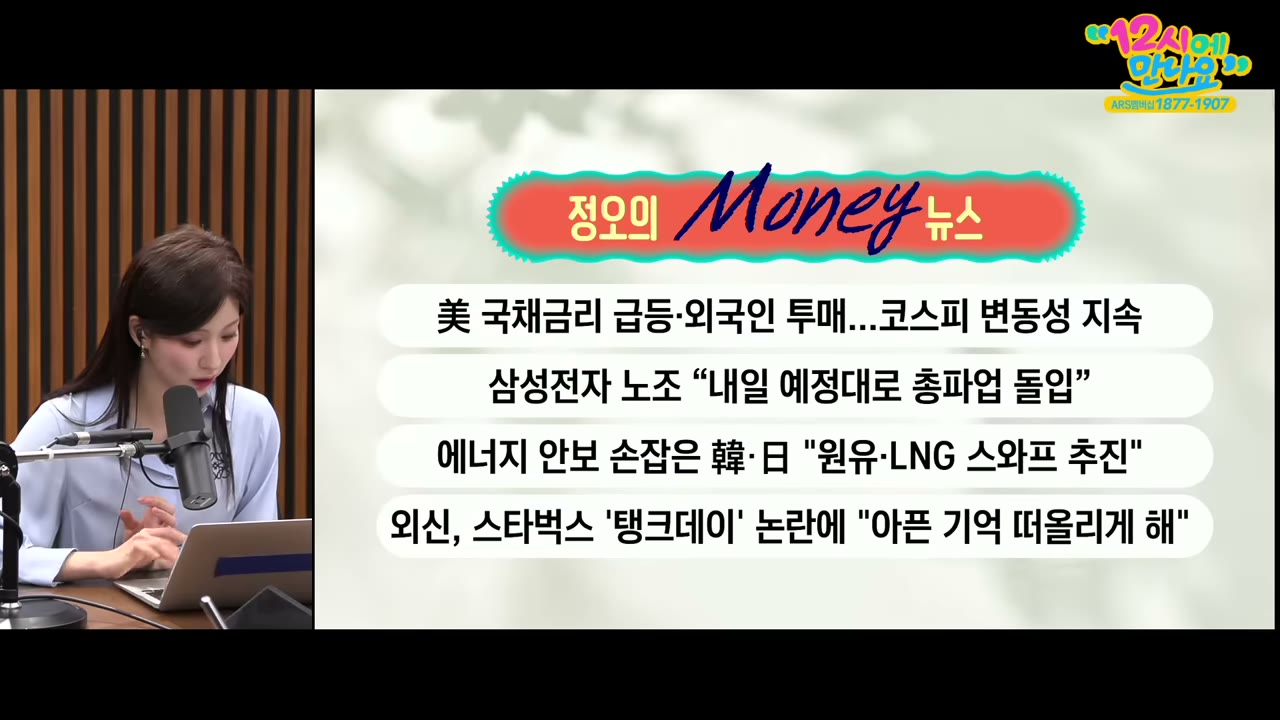 “12시에
만나요”
ARS멤버십 1877-1907
정오의 Money 뉴스
美 국채금리 급등·외국인 투매...코스피 변동성 지속
삼성전자 노조 “내일 예정대로 총파업 돌입”
에너지 안보 손잡은 韓·日 "원유·LNG 스와프 추진"
외신, 스타벅스 '탱크데이' 논란에 "아픈 기억 떠올리게 해"